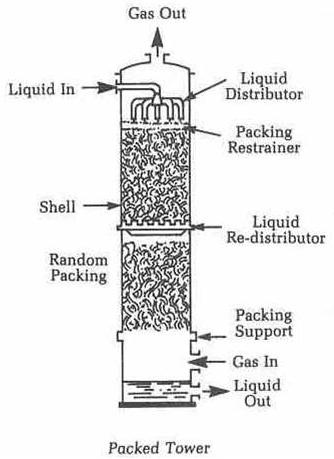 Gas Out
Liquid In
Liquid
Distributor
Packing
Restrainer
Shell
Liquid
Re-distributor
Random
Packing
Packing
Support
Gas In
Liquid
Out
Packed Tower